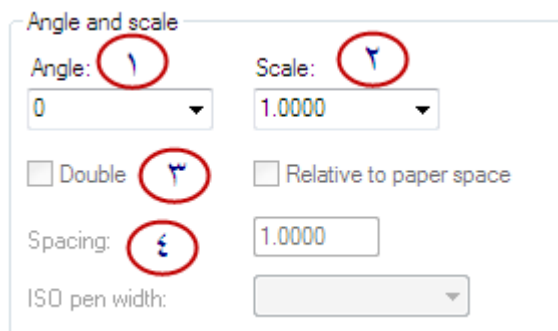 Angle and scale
Angle: ١ Scale: ٢
0 1.0000
Double ٣ Relative to paper space
Spacing: ٤ 1.0000
ISO pen width: